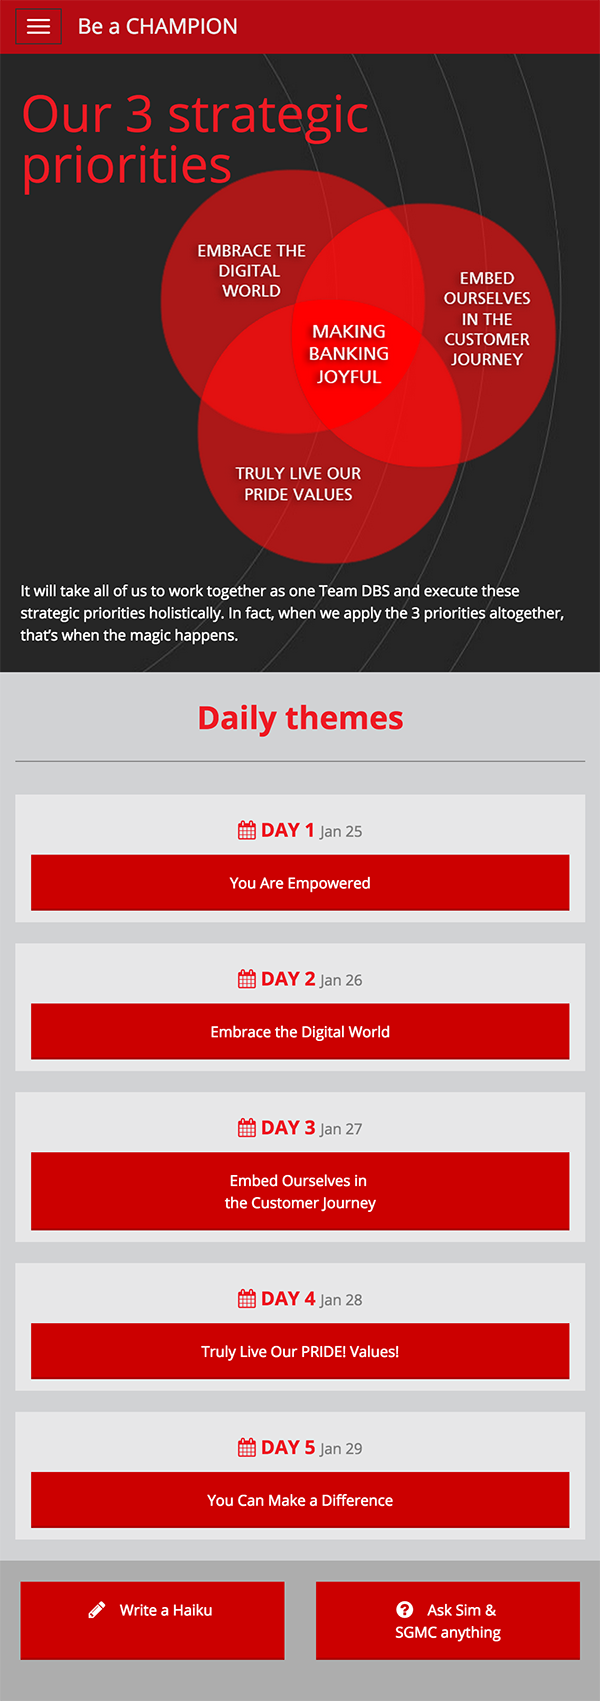 Be a CHAMPION
Our 3 strategic
priorities
EMBRACE THE
DIGITAL
WORLD
EMBED
OURSELVES
IN THE
CUSTOMER
JOURNEY
MAKING
BANKING
JOYFUL
TRULY LIVE OUR
PRIDE VALUES
It will take all of us to work together as one Team DBS and execute these
strategic priorities holistically. In fact, when we apply the 3 priorities altogether,
that’s when the magic happens.
Daily themes
DAY 1 Jan 25
You Are Empowered
DAY 2 Jan 26
Embrace the Digital World
DAY 3 Jan 27
Embed Ourselves in
the Customer Journey
DAY 4 Jan 28
Truly Live Our PRIDE! Values!
DAY 5 Jan 29
You Can Make a Difference
Write a Haiku
Ask Sim &
SGMC anything